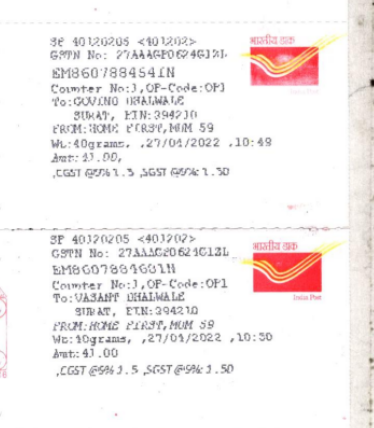 SP 40120205 <401202>
GSTN No: 27AAAGP0624G1ZL
EM860788454IN
Counter No:1,OP-Code:OP1
To:GOVIND DHALWALE
SURAT, PIN:394210
FROM:HOME FIRST,MUM 59
Wt:40grams, ,27/04/2022 ,10:48
Amt:41.00,
,CGST @9% 1.5 ,SGST @9% 1.50
भारतीय डाक
India Post
SP 40120205 <401202>
GSTN No: 27AAAGP0624G1ZL
Counter No:1,OP-Code:OP1
To:VASANT DHALWALE
SURAT, PIN:394210
FROM:HOME FIRST,MUM 59
Wt:40grams, ,27/04/2022 ,10:50
Amt:41.00
,CGST @9% 1.5 ,SGST @9% 1.50
भारतीय डाक
India Post